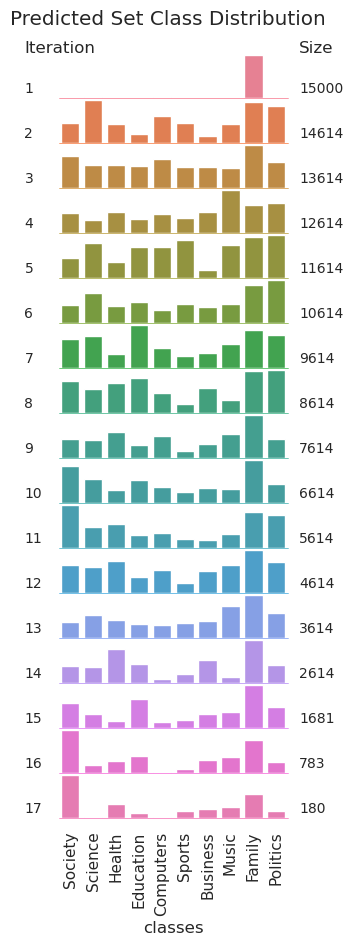 Predicted Set Class Distribution
Iteration Size
1 15000
2 14614
3 13614
4 12614
5 11614
6 10614
7 9614
8 8614
9 7614
10 6614
11 5614
12 4614
13 3614
14 2614
15 1681
16 783
17 180
Society
Science
Health
Education
Computers
Sports
Business
Music
Family
Politics
classes